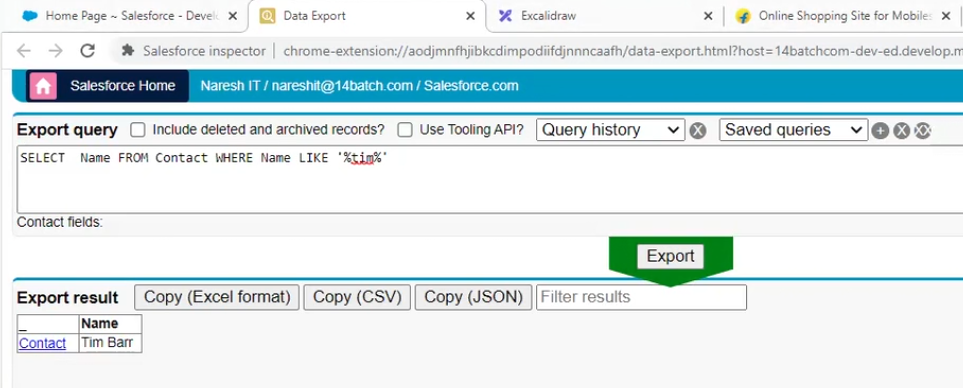 Home Page ~ Salesforce - Devel
Data Export
Excalidraw
Online Shopping Site for Mobiles
Salesforce inspector
chrome-extension://aodjmnfhjibkcdimpodiifdjnnncaafh/data-export.html?host=14batchcom-dev-ed.develop.m
Salesforce Home
Naresh IT / nareshit@14batch.com / Salesforce.com
Export query
Include deleted and archived records?
Use Tooling API?
Query history
X
Saved queries
+
X
Export
SELECT  Name FROM Contact WHERE Name LIKE '%tim%'
Contact fields:
Export result
Copy (Excel format)
Copy (CSV)
Copy (JSON)
Filter results
_
Name
Contact
Tim Barr